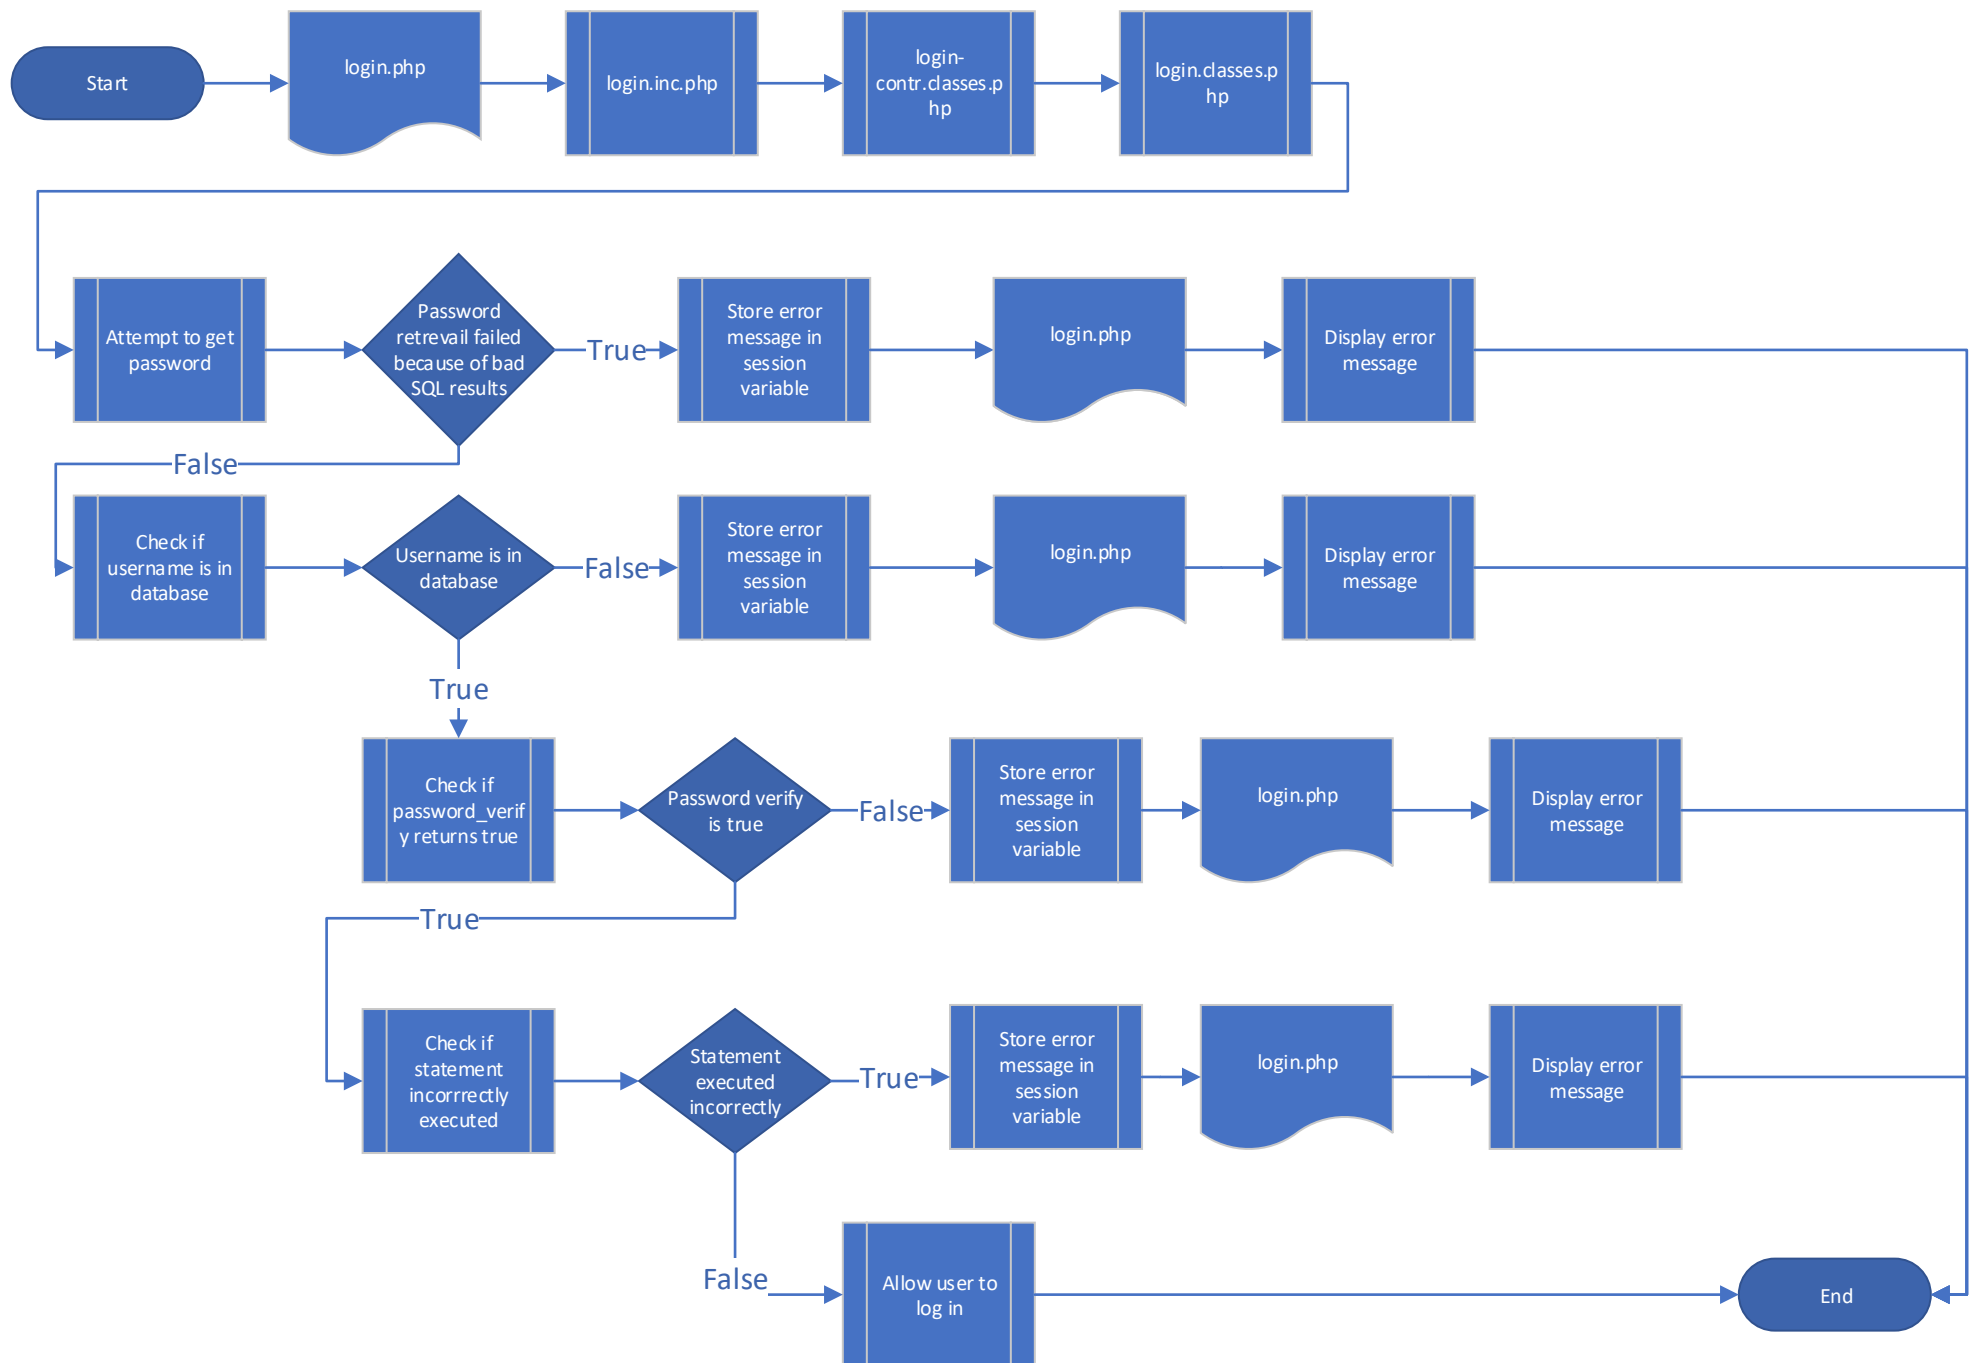 Start
login.php
login.inc.php
login-
contr.classes.p
hp
login.classes.p
hp
Attempt to get
password
Password
retrevail failed
because of bad
SQL results
True
Store error
message in
session
variable
login.php
Display error
message
False
Check if
username is in
database
Username is in
database
False
Store error
message in
session
variable
login.php
Display error
message
True
Check if
password_verif
y returns true
Password verify
is true
False
Store error
message in
session
variable
login.php
Display error
message
True
Check if
statement
incorrrectly
executed
Statement
executed
incorrectly
True
Store error
message in
session
variable
login.php
Display error
message
False
Allow user to
log in
End